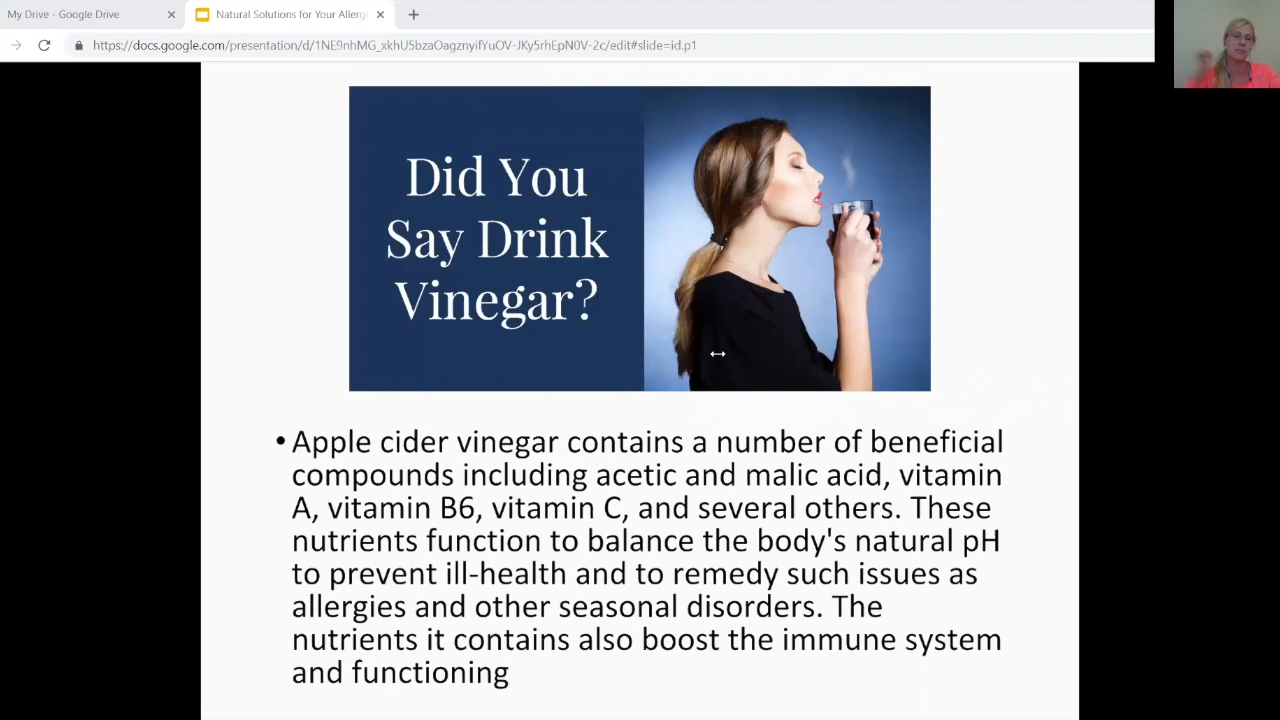 My Drive - Google Drive
Natural Solutions for Your Allerg
https://docs.google.com/presentation/d/1NE9nhMG_xkhU5bzaOagznyifYuOV-JKy5rhEpN0V-2c/edit#slide=id.p1
Did You
Say Drink
Vinegar?
• Apple cider vinegar contains a number of beneficial
compounds including acetic and malic acid, vitamin
A, vitamin B6, vitamin C, and several others. These
nutrients function to balance the body's natural pH
to prevent ill-health and to remedy such issues as
allergies and other seasonal disorders. The
nutrients it contains also boost the immune system
and functioning